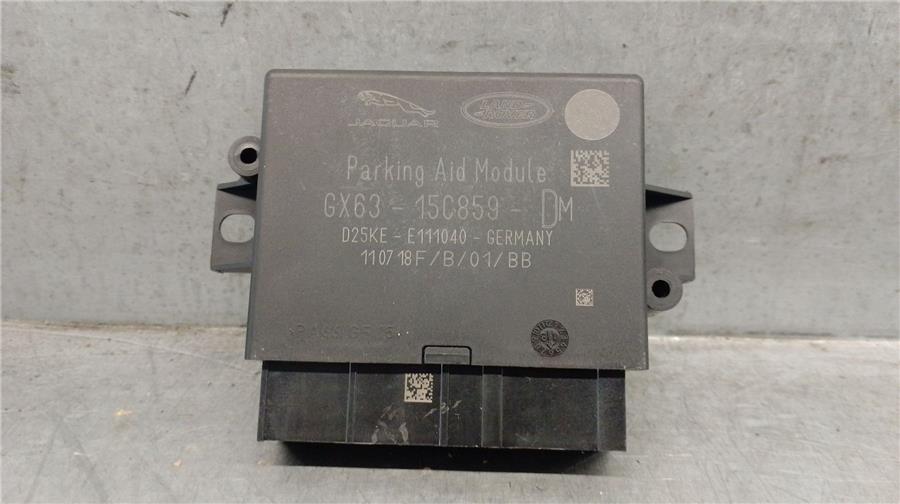 JAGUAR
LAND ROVER
Parking Aid Module
GX63 - 15C859 - DM
D25KE - E111040 - GERMANY
110718F/B/01/BB